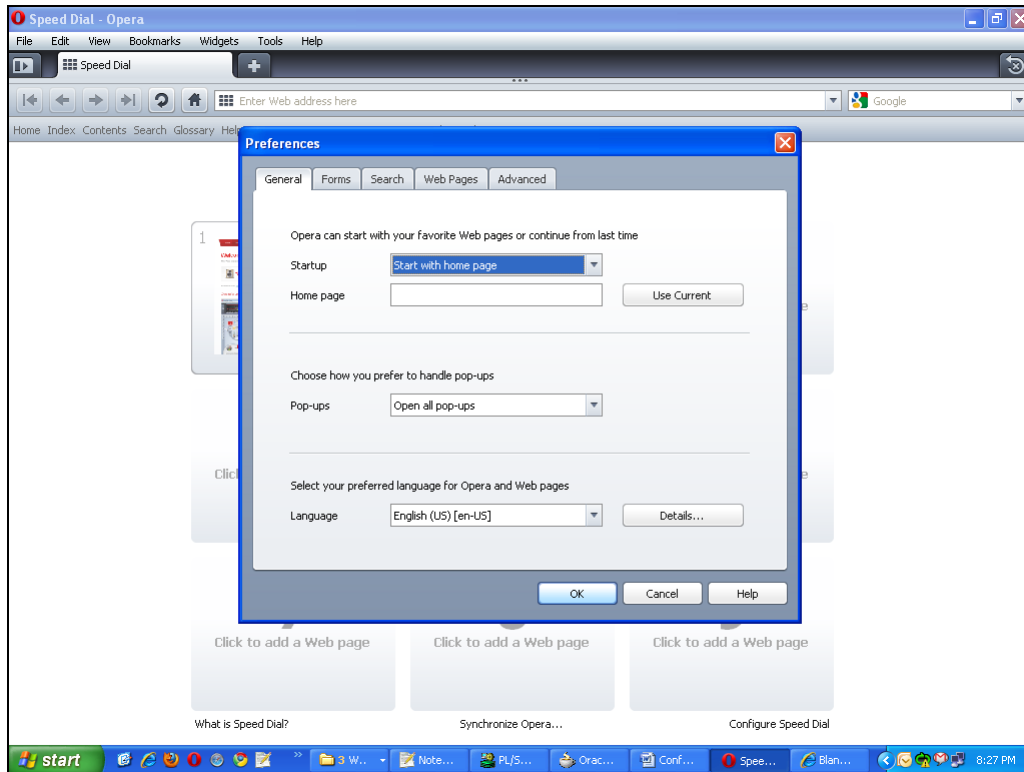 Speed Dial - Opera
File Edit View Bookmarks Widgets Tools Help
Speed Dial
Enter Web address here
Google
Home Index Contents Search Glossary Help
Preferences
General Forms Search Web Pages Advanced
1
Opera can start with your favorite Web pages or continue from last time
Startup Start with home page
Home page Use Current
Choose how you prefer to handle pop-ups
Pop-ups Open all pop-ups
Select your preferred language for Opera and Web pages
Language English (US) [en-US] Details...
OK Cancel Help
Click to add a Web page Click to add a Web page Click to add a Web page
What is Speed Dial? Synchronize Opera... Configure Speed Dial
start 3 W... Note... PL/S... Orac... Conf... Spee... Blan... 8:27 PM